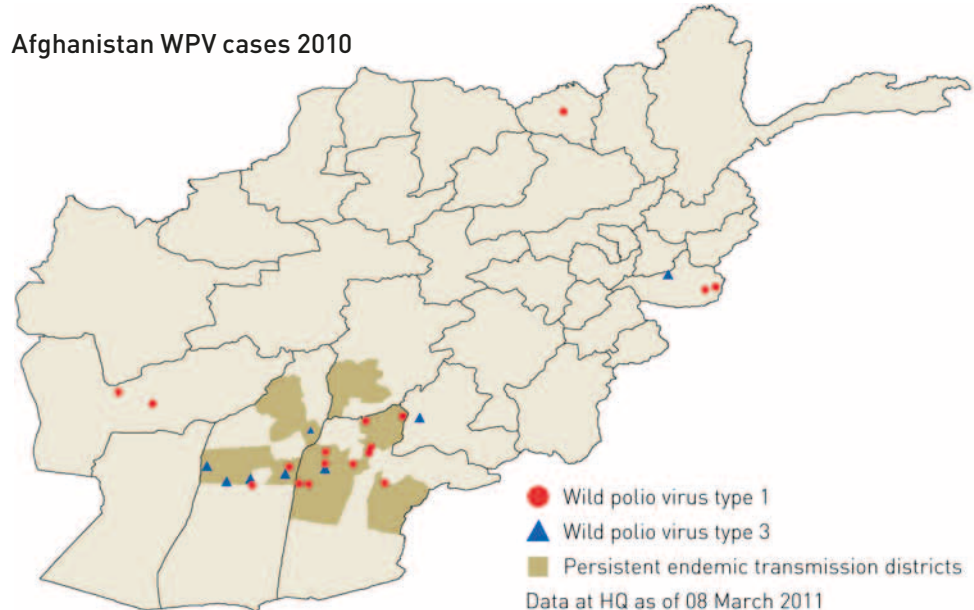 Afghanistan WPV cases 2010
Wild polio virus type 1
Wild polio virus type 3
Persistent endemic transmission districts
Data at HQ as of 08 March 2011